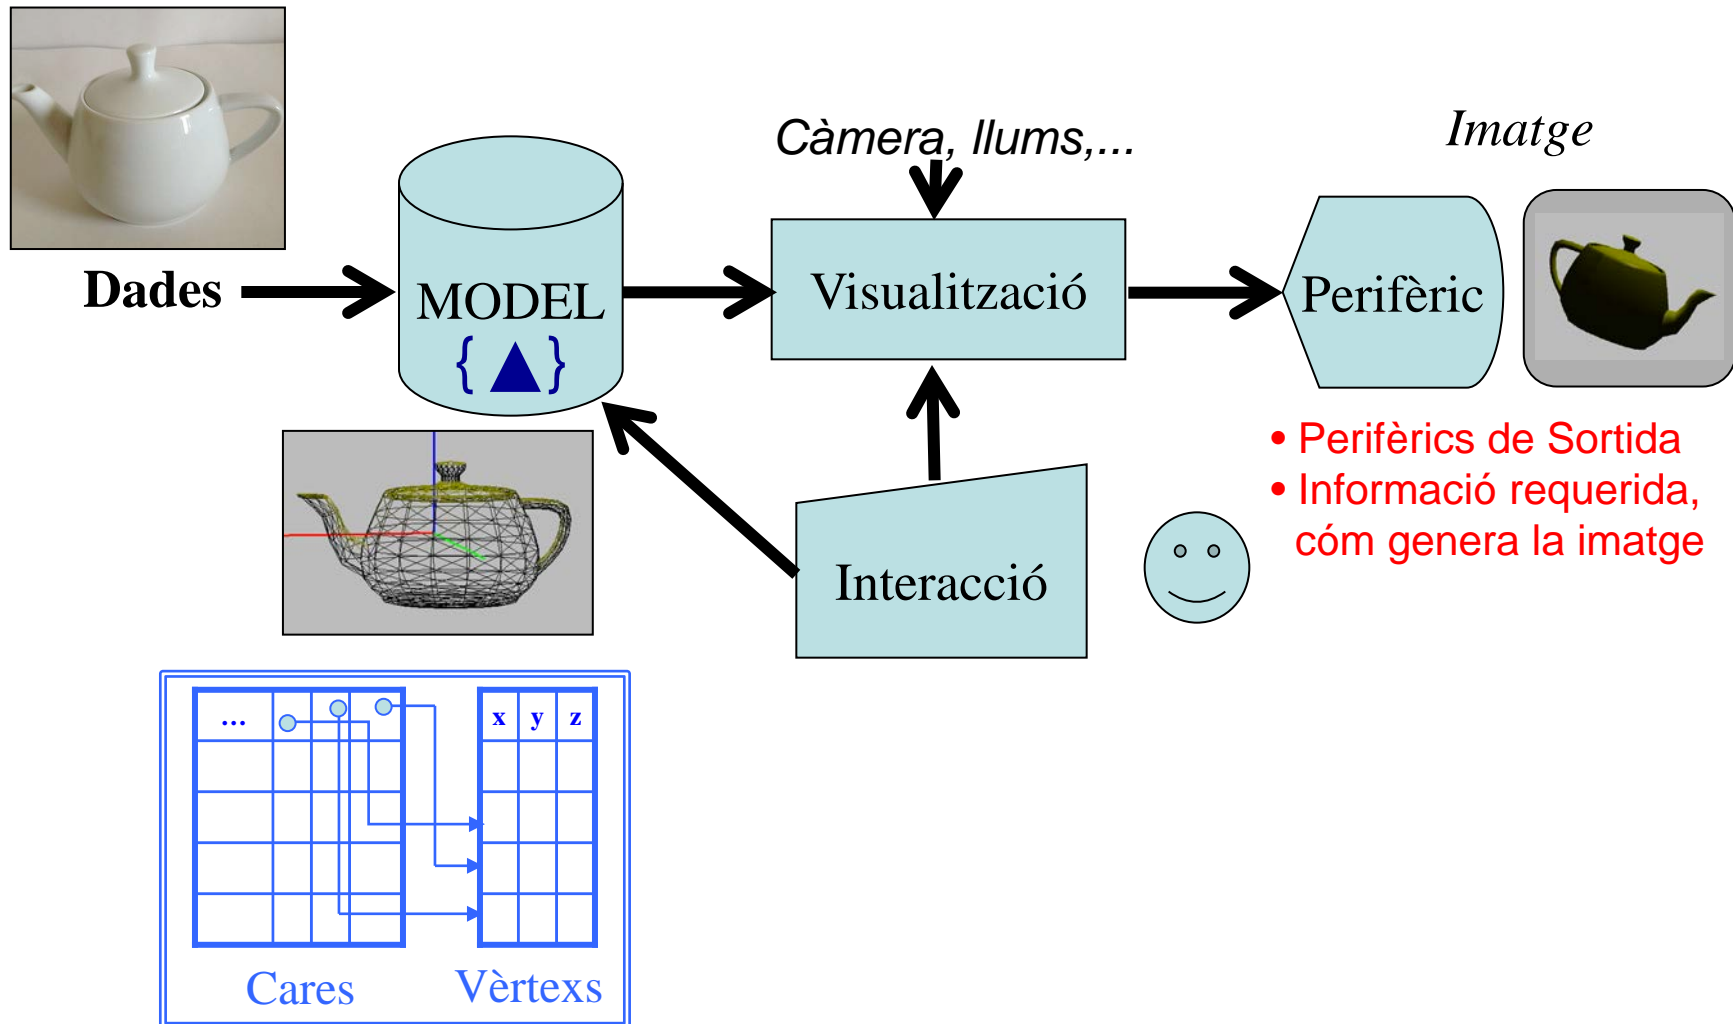 Càmera, llums,...
Imatge
Dades
MODEL
{ ▲ }
Visualització
Perifèric
• Perifèrics de Sortida
• Informació requerida,
cóm genera la imatge
Interacció
... x y z
Cares Vèrtexs